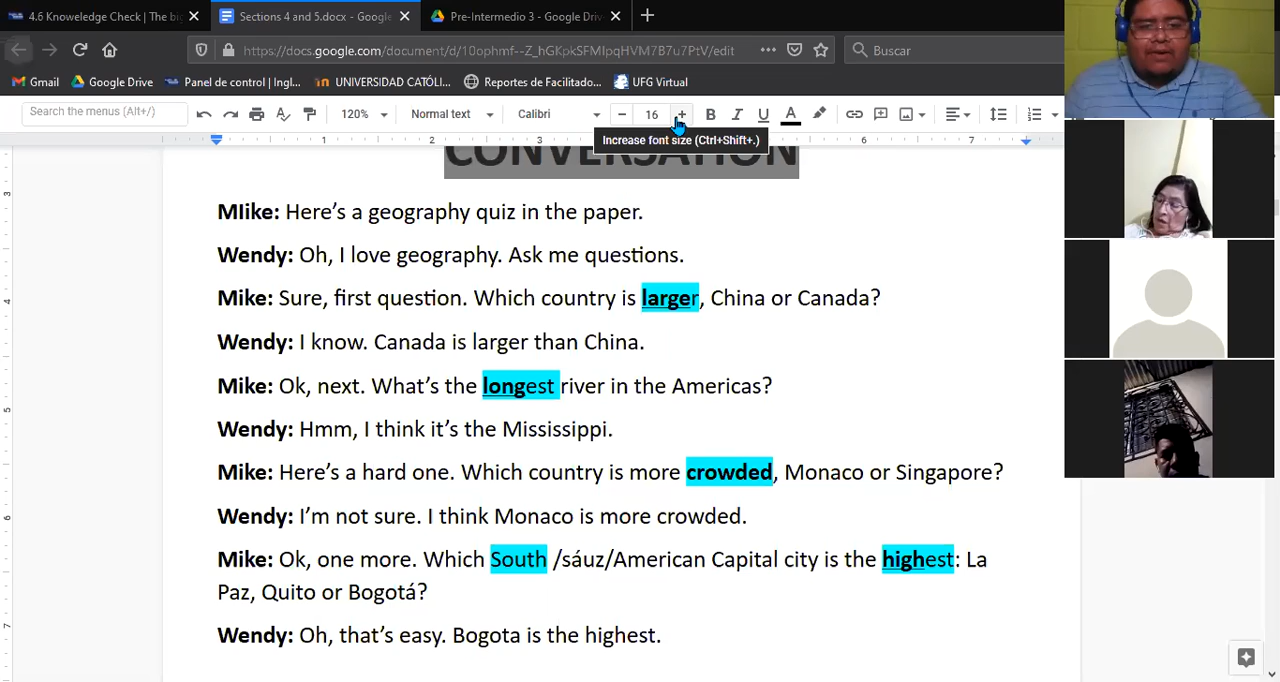 4.6 Knoweledge Check | The bi
Sections 4 and 5.docx - Google
Pre-Intermedio 3 - Google Driv
https://docs.google.com/document/d/10ophmf--Z_hGKpkSFMIpqHVM7B7u7PtV/edit
Buscar
Gmail
Google Drive
Panel de control | Ingl...
UNIVERSIDAD CATÓLI...
Reportes de Facilitado...
UFG Virtual
Search the menus (Alt+/)
120%
Normal text
Calibri
16
Increase font size (Ctrl+Shift+.)
1 2 3 6 7
CONVERSATION
MIike: Here's a geography quiz in the paper.
Wendy: Oh, I love geography. Ask me questions.
Mike: Sure, first question. Which country is larger, China or Canada?
Wendy: I know. Canada is larger than China.
Mike: Ok, next. What's the longest river in the Americas?
Wendy: Hmm, I think it's the Mississippi.
Mike: Here's a hard one. Which country is more crowded, Monaco or Singapore?
Wendy: I'm not sure. I think Monaco is more crowded.
Mike: Ok, one more. Which South /sáuz/American Capital city is the highest: La
Paz, Quito or Bogotá?
Wendy: Oh, that's easy. Bogota is the highest.